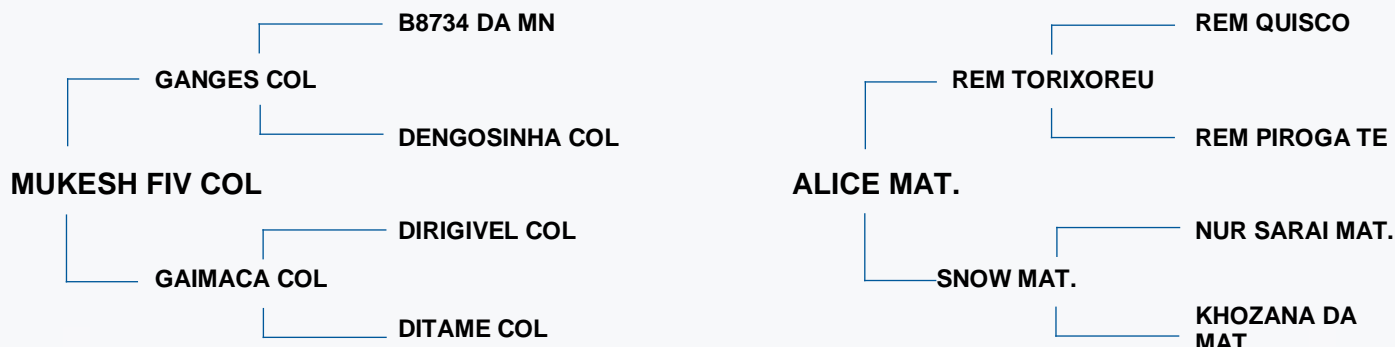 B8734 DA MN
GANGES COL
DENGOSINHA COL
MUKESH FIV COL
DIRIGIVEL COL
GAIMACA COL
DITAME COL
REM QUISCO
REM TORIXOREU
REM PIROGA TE
ALICE MAT.
NUR SARAI MAT.
SNOW MAT.
KHOZANA DA
MAT